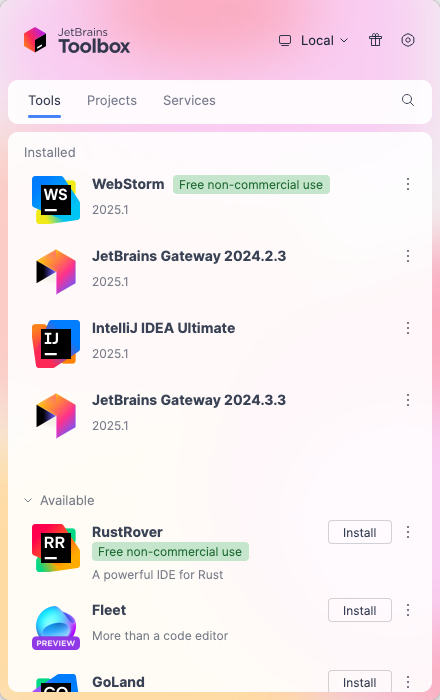 JetBrains
Toolbox
Local
Tools Projects Services
Installed
WS
WebStorm Free non-commercial use
2025.1
JetBrains Gateway 2024.2.3
2025.1
IJ
IntelliJ IDEA Ultimate
2025.1
JetBrains Gateway 2024.3.3
2025.1
Available
RR
RustRover Install
Free non-commercial use
A powerful IDE for Rust
Fleet Install
PREVIEW
More than a code editor
GoLand Install
GO